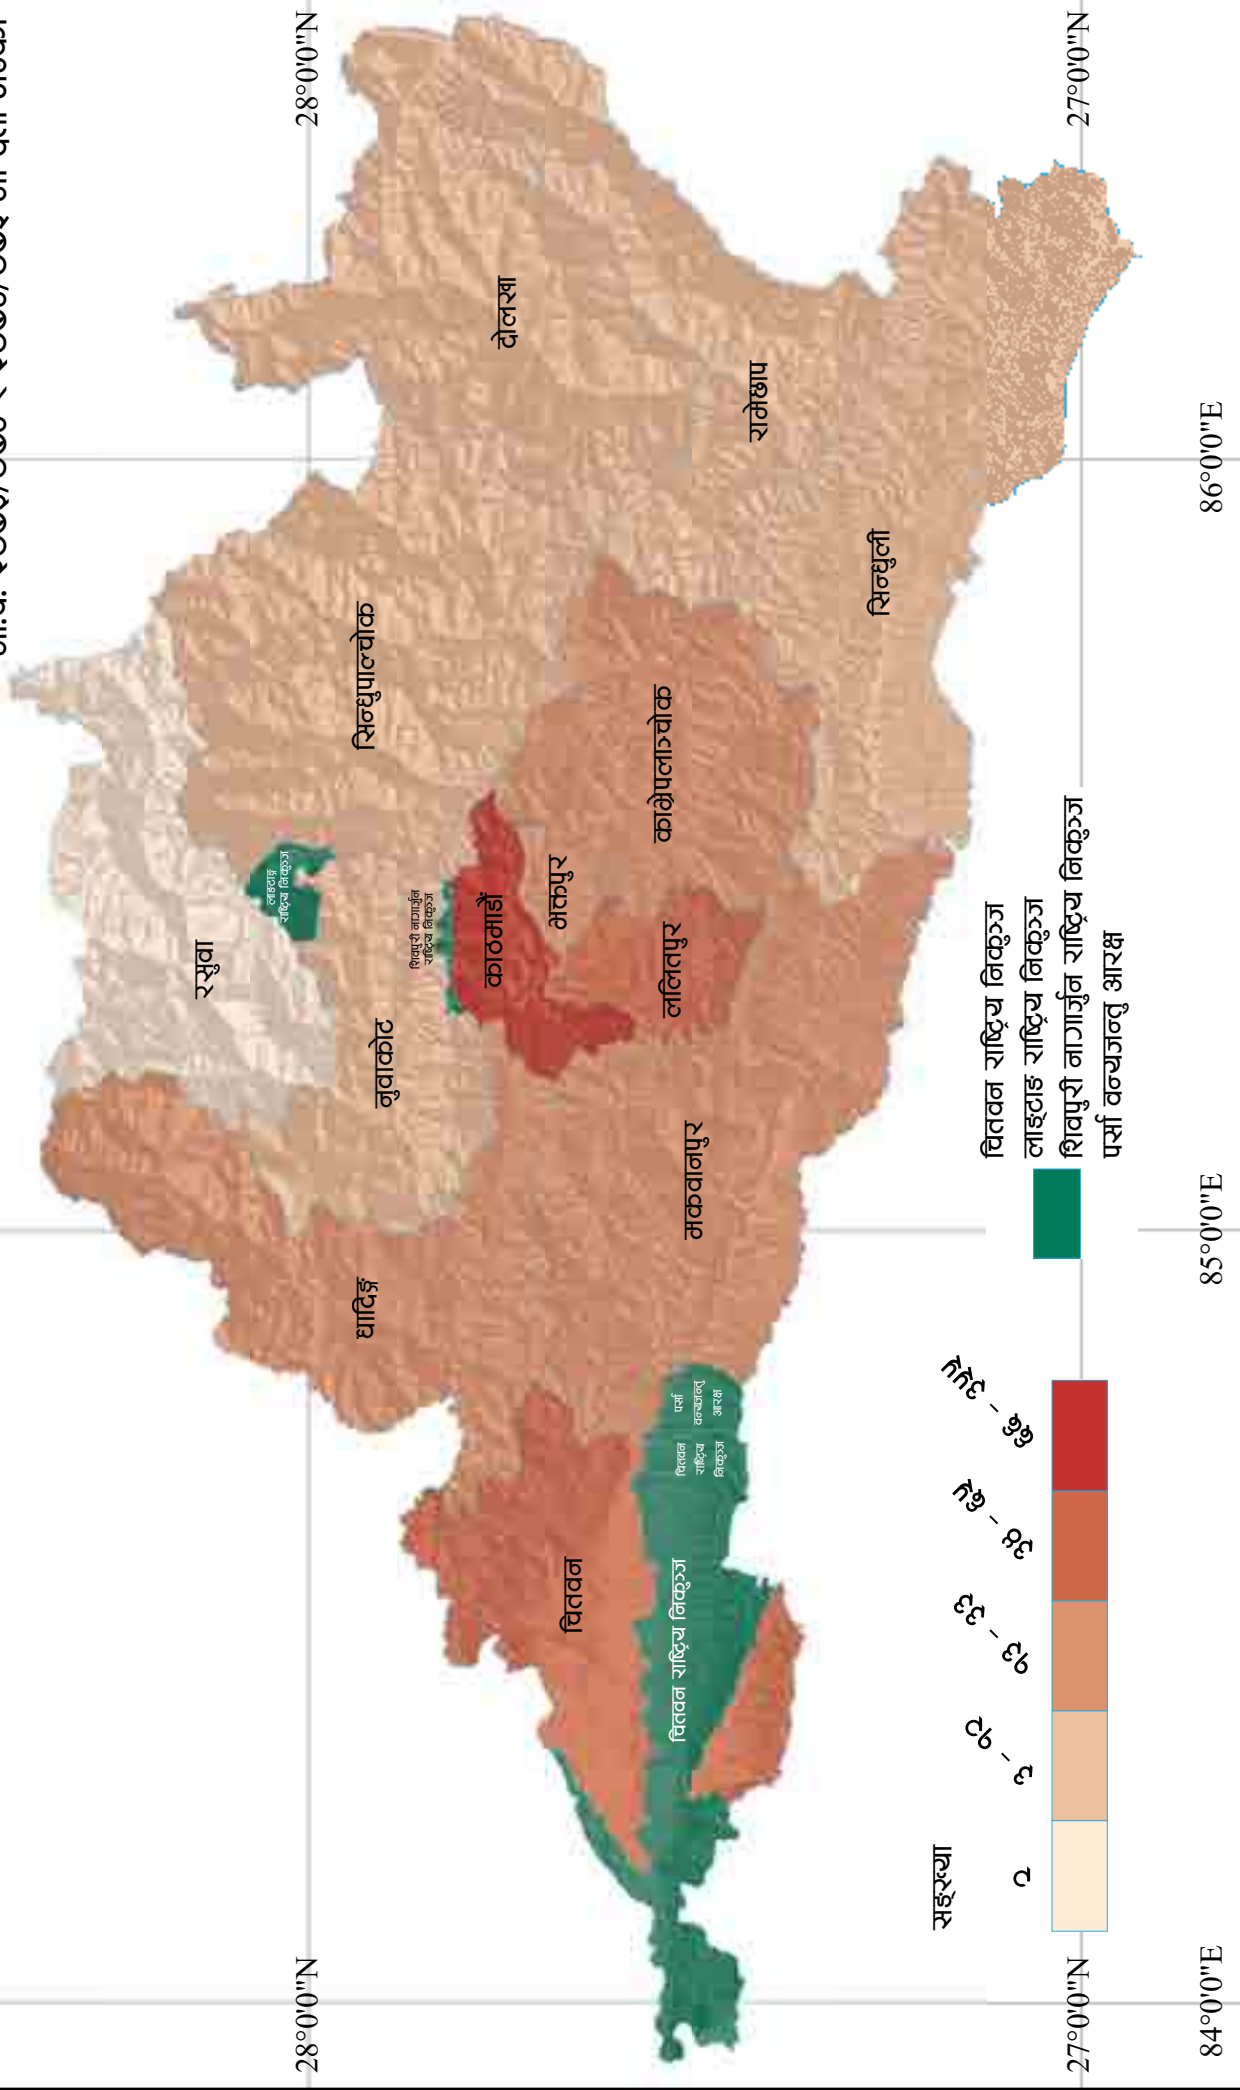 28°0'0"N
28°0'0"N
27°0'0"N
27°0'0"N
84°0'0"E
85°0'0"E
86°0'0"E
रसुवा
लाङटाङ
राष्ट्रिय निकुञ्ज
सिन्धुपाल्चोक
दोलखा
धादिङ्ग
नुवाकोट
शिवपुरी नागार्जुन
राष्ट्रिय निकुञ्ज
काठमाडौं
भक्तपुर
ललितपुर
काभ्रेपलाञ्चोक
रामेछाप
सिन्धुली
मकवानपुर
चितवन
चितवन राष्ट्रिय निकुञ्ज
चितवन
राष्ट्रिय
निकुञ्ज
पर्सा
वन्यजन्तु
आरक्ष
सङ्ख्या
२
३ - १२
१३ - ३३
३४ - ६५
६६ - ३५५
चितवन राष्ट्रिय निकुञ्ज
लाङटाङ राष्ट्रिय निकुञ्ज
शिवपुरी नागार्जुन राष्ट्रिय निकुञ्ज
पर्सा वन्यजन्तु आरक्ष